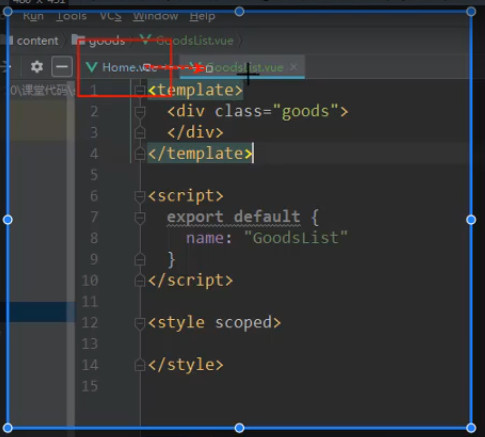 Run Tools VCS Window Help
content goods GoodsList.vue
Home.vue GoodsList.vue
0\课堂代码\
1 <template>
2 <div class="goods">
3 </div>
4 </template>
5
6 <script>
7 export default {
8 name: "GoodsList"
9 }
10 </script>
11
12 <style scoped>
13
14 </style>
15